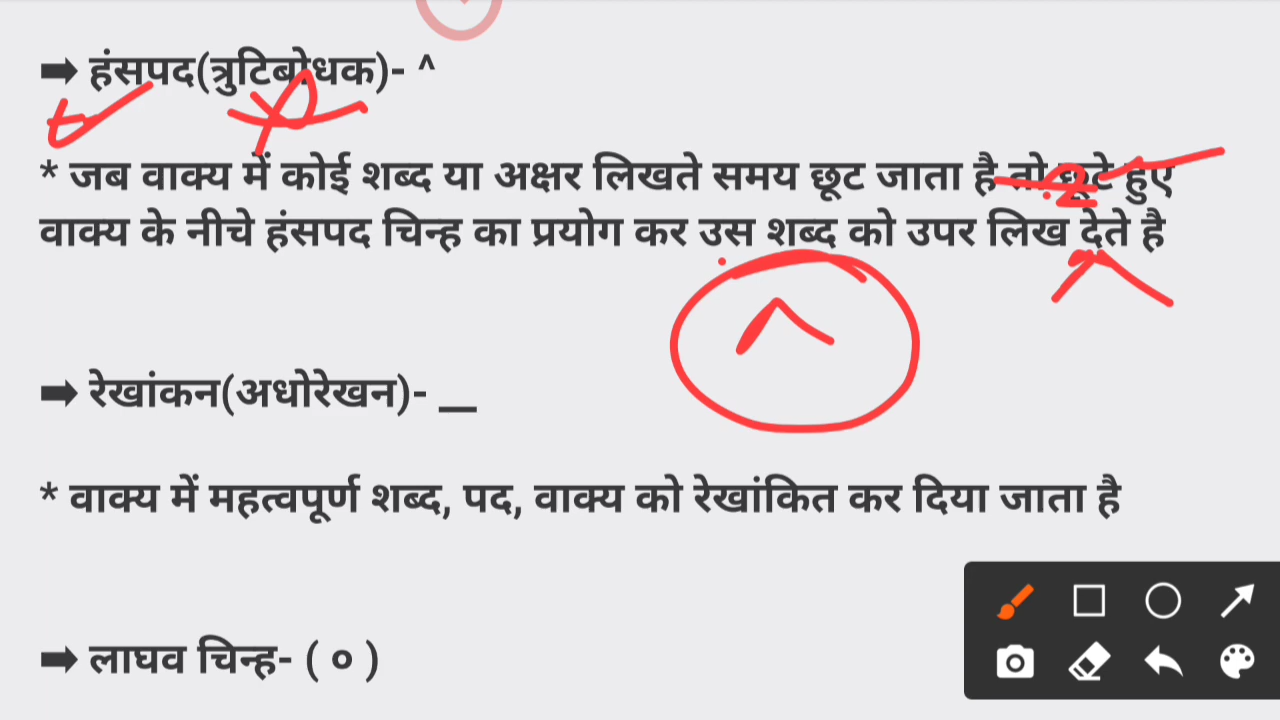 ➡ हंसपद(त्रुटिबोधक)- ^
* जब वाक्य में कोई शब्द या अक्षर लिखते समय छूट जाता है तो छूटे हुए
वाक्य के नीचे हंसपद चिन्ह का प्रयोग कर उस शब्द को उपर लिख देते है
➡ रेखांकन(अधोरेखन)- __
* वाक्य में महत्वपूर्ण शब्द, पद, वाक्य को रेखांकित कर दिया जाता है
➡ लाघव चिन्ह- ( ० )